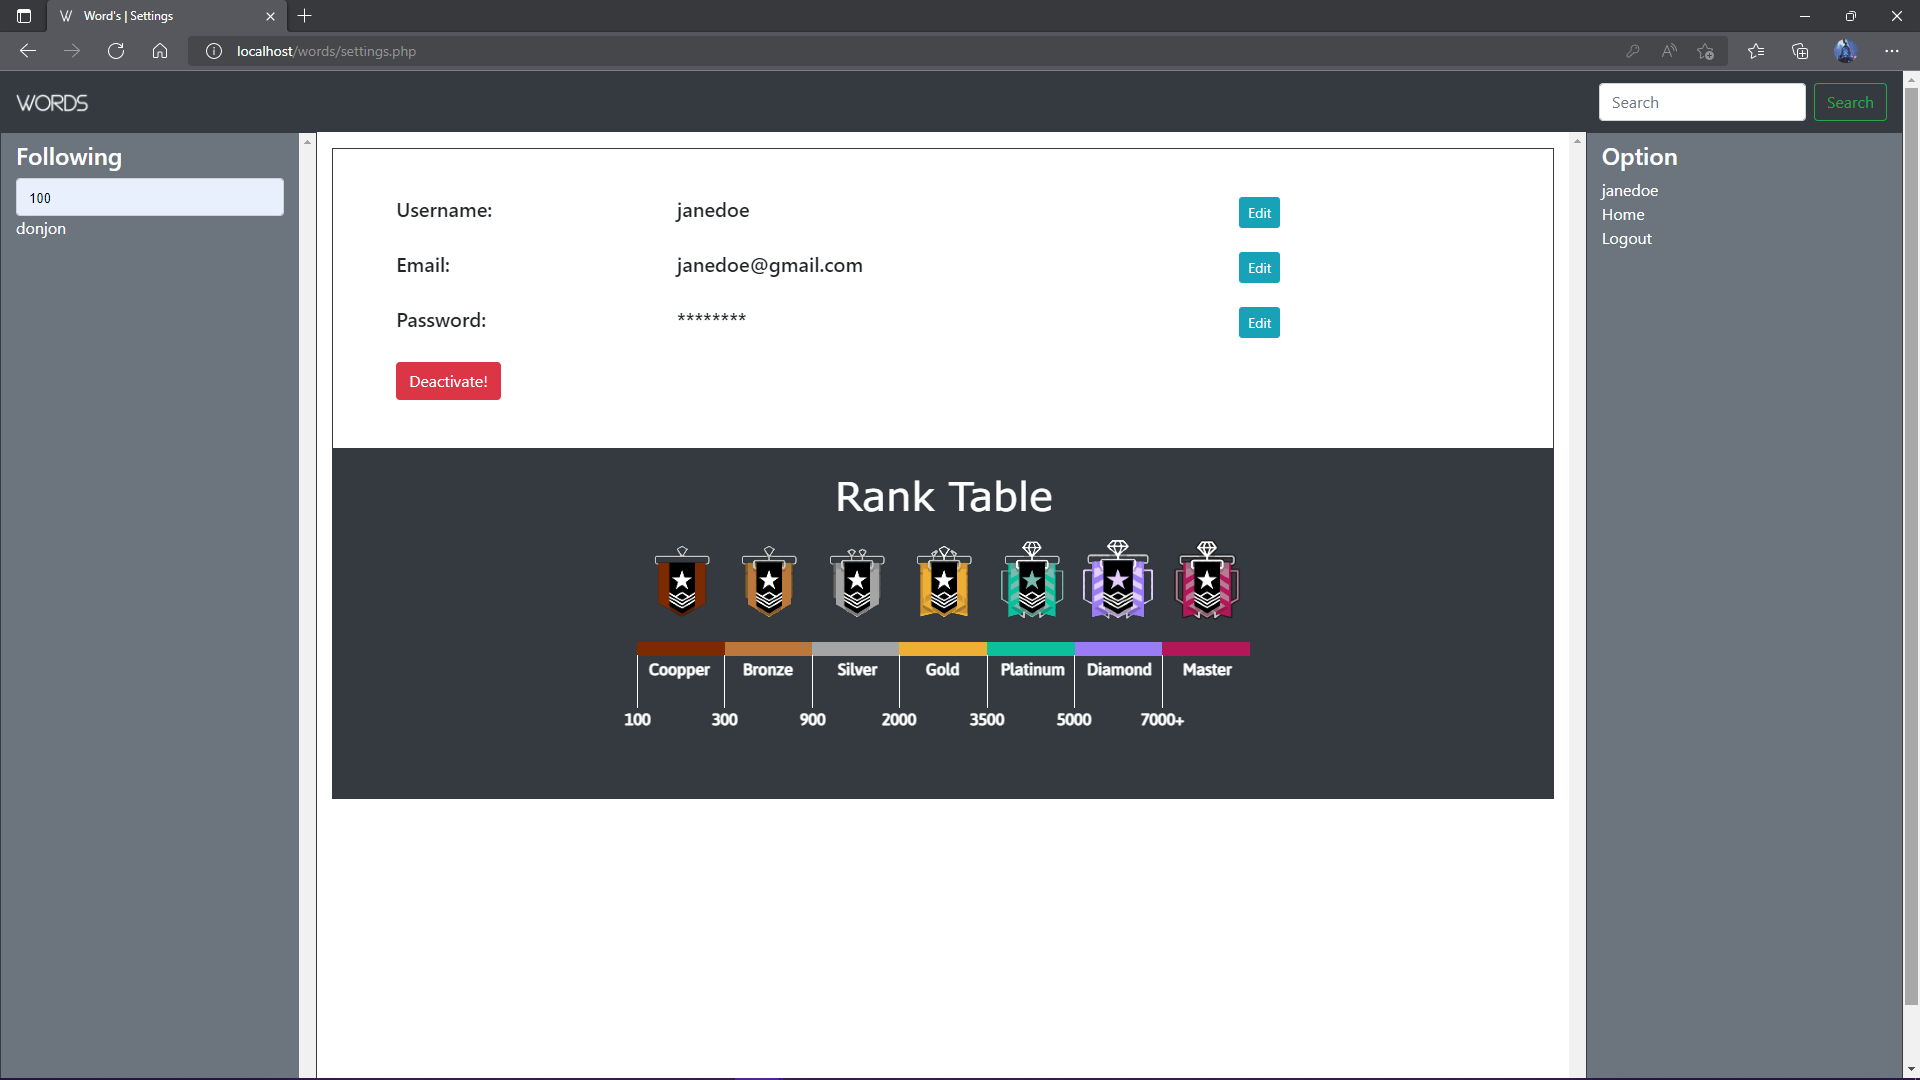 Word's | Settings
localhost/words/settings.php
WORDS
Search
Search
Following
100
donjon
Username: janedoe Edit
Email: janedoe@gmail.com Edit
Password: ******** Edit
Deactivate!
Option
janedoe
Home
Logout
Rank Table
Coopper Bronze Silver Gold Platinum Diamond Master
100 300 900 2000 3500 5000 7000+